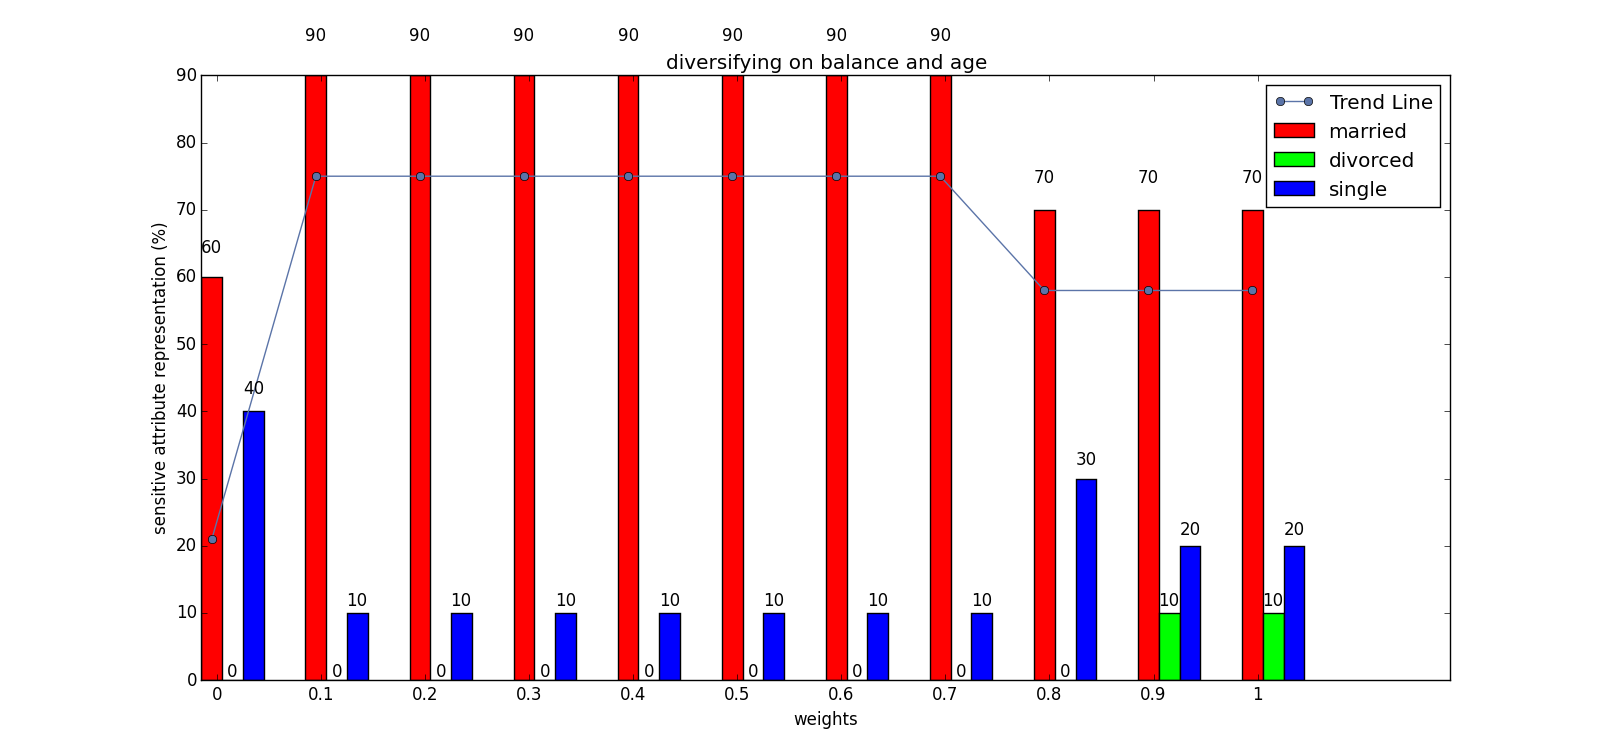 90 90 90 90 90 90 90
diversifying on balance and age
90
80
70
60
50
40
30
20
10
0
sensitive attribute representation (%)
Trend Line
married
divorced
single
70 70 70
60
40
30
20 20
10 10 10 10 10 10 10 10 10
0 0 0 0 0 0 0 0 0
0 0.1 0.2 0.3 0.4 0.5 0.6 0.7 0.8 0.9 1
weights